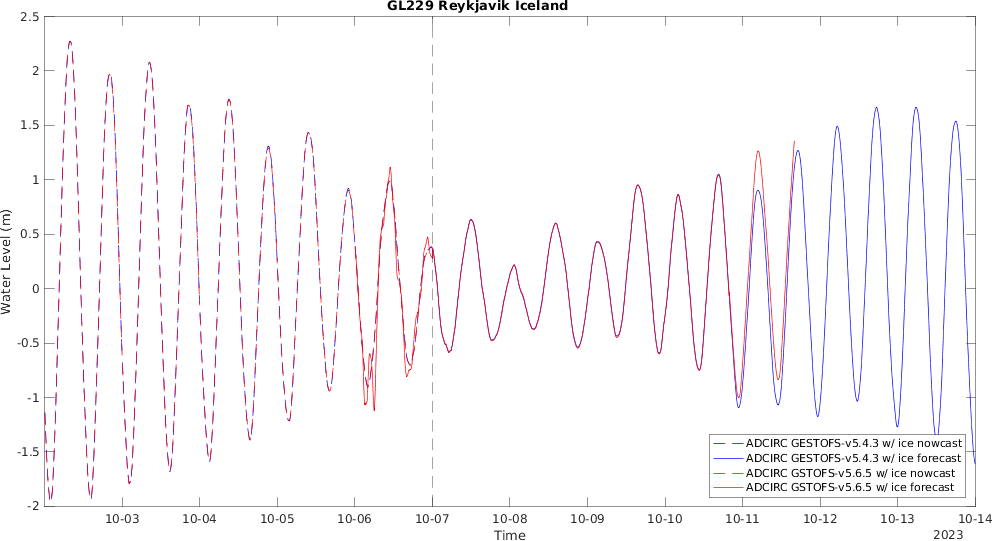 GL229 Reykjavik Iceland
2.5
2
1.5
1
0.5
0
-0.5
-1
-1.5
-2
Water Level (m)
10-03 10-04 10-05 10-06 10-07 10-08 10-09 10-10 10-11 10-12 10-13 10-14
Time
2023
ADCIRC GESTOFS-v5.4.3 w/ ice nowcast
ADCIRC GESTOFS-v5.4.3 w/ ice forecast
ADCIRC GSTOFS-v5.6.5 w/ ice nowcast
ADCIRC GSTOFS-v5.6.5 w/ ice forecast